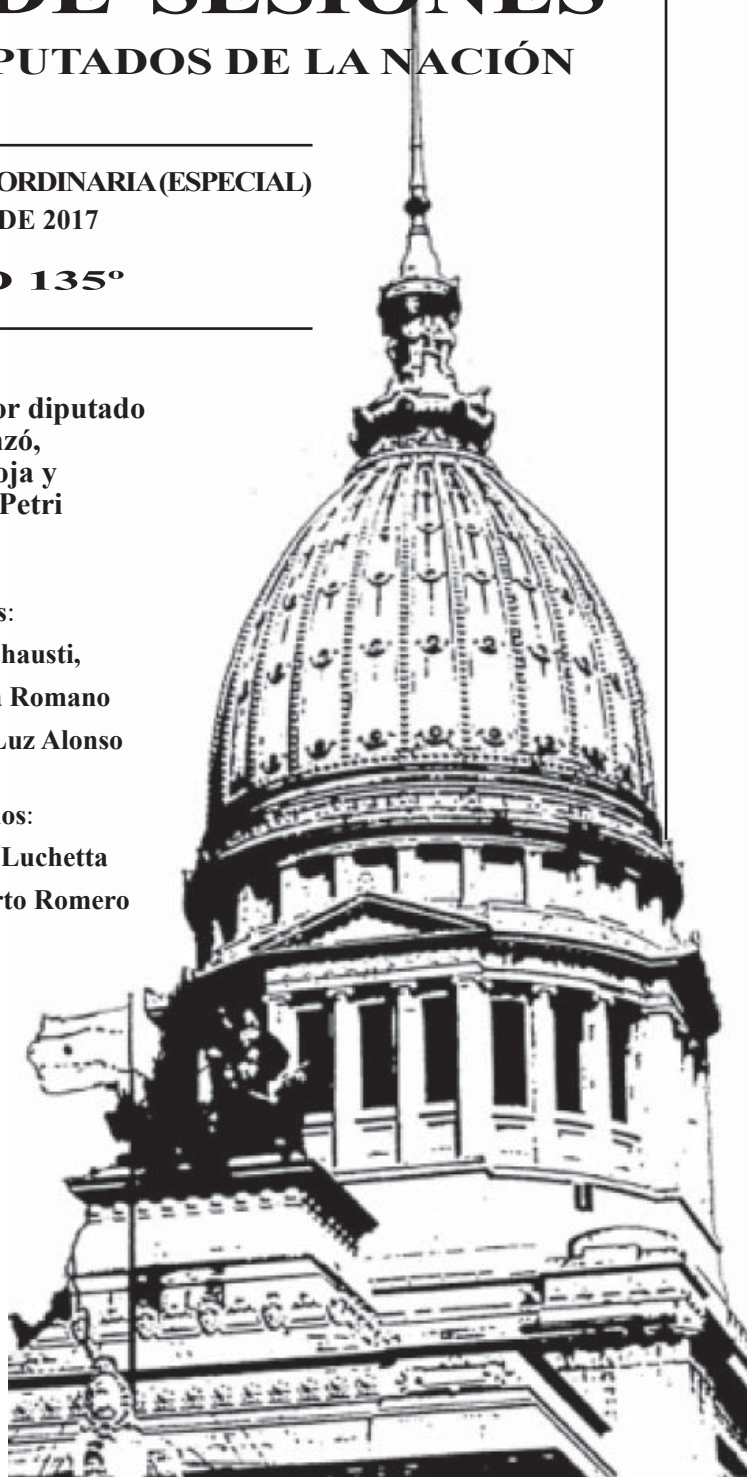 DE SESIONES
PUTADOS DE LA NACIÓN
ORDINARIA (ESPECIAL)
DE 2017
O 135º
or diputado
nzó,
oja y
Petri
s:
hausti,
Romano
Luz Alonso
os:
Luchetta
rto Romero